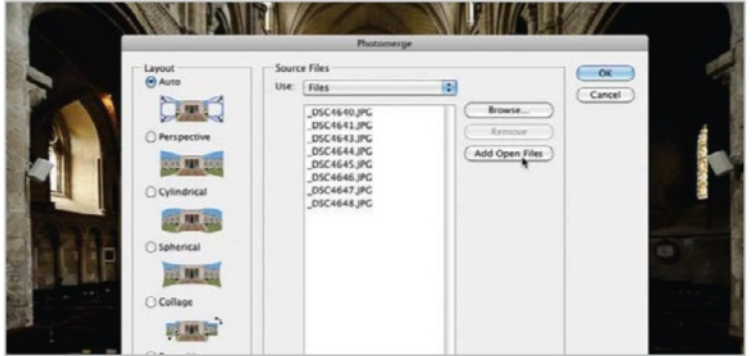 Photomerge
Layout
Auto
Perspective
Cylindrical
Spherical
Collage
Source Files
Use: Files
_DSC4640.JPG
_DSC4641.JPG
_DSC4643.JPG
_DSC4644.JPG
_DSC4645.JPG
_DSC4646.JPG
_DSC4647.JPG
_DSC4648.JPG
Browse...
Remove
Add Open Files
OK
Cancel